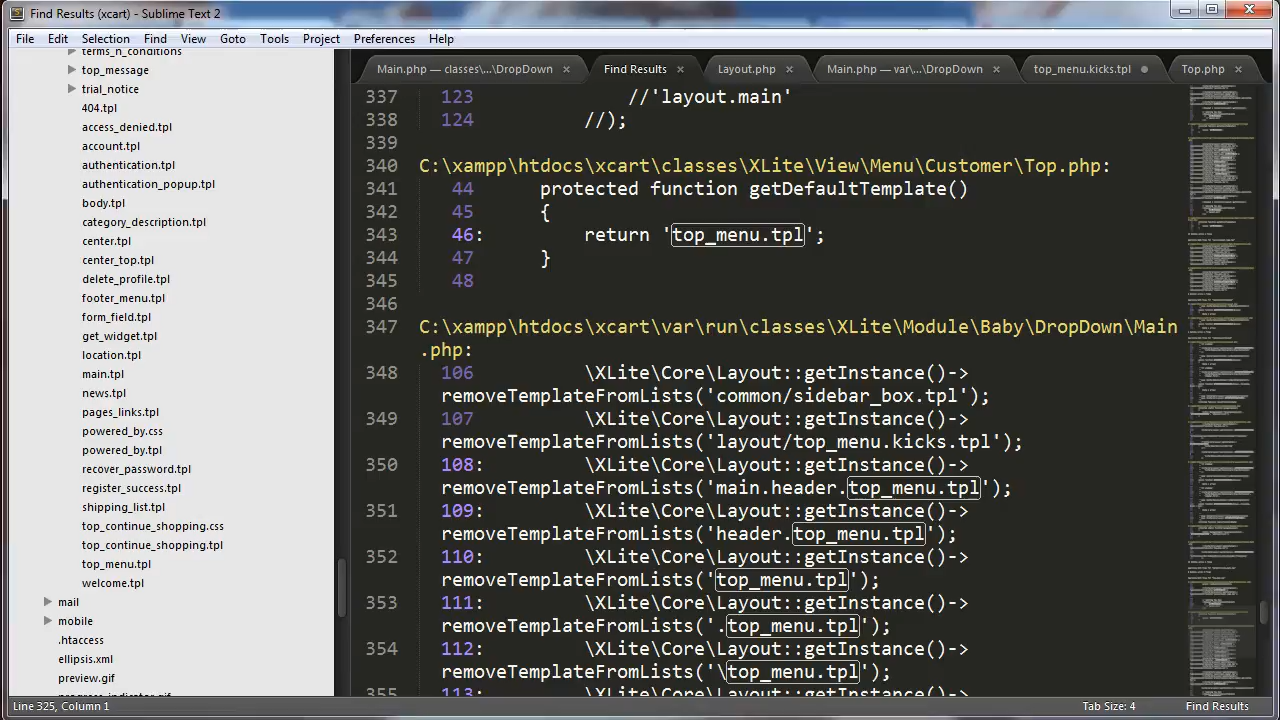 Find Results (xcart) - Sublime Text 2
File Edit Selection Find View Goto Tools Project Preferences Help
terms_n_conditions
top_message
trial_notice
404.tpl
access_denied.tpl
account.tpl
authentication.tpl
authentication_popup.tpl
body.tpl
category_description.tpl
center.tpl
center_top.tpl
delete_profile.tpl
footer_menu.tpl
form_field.tpl
get_widget.tpl
location.tpl
main.tpl
news.tpl
pages_links.tpl
powered_by.css
powered_by.tpl
recover_password.tpl
register_success.tpl
shipping_list.tpl
top_continue_shopping.css
top_continue_shopping.tpl
top_menu.tpl
welcome.tpl
mail
mobile
.htaccess
ellipsis.xml
preview.gif
Main.php — classes\...\DropDown Find Results Layout.php Main.php — var\...\DropDown top_menu.kicks.tpl Top.php
337 123 //'layout.main'
338 124 //);
339
340 C:\xampp\htdocs\xcart\classes\XLite\View\Menu\Customer\Top.php:
341 44 protected function getDefaultTemplate()
342 45 {
343 46: return 'top_menu.tpl';
344 47 }
345 48
346
347 C:\xampp\htdocs\xcart\var\run\classes\XLite\Module\Baby\DropDown\Main
.php:
348 106 \XLite\Core\Layout::getInstance()->
removeTemplateFromLists('common/sidebar_box.tpl');
349 107 \XLite\Core\Layout::getInstance()->
removeTemplateFromLists('layout/top_menu.kicks.tpl');
350 108: \XLite\Core\Layout::getInstance()->
removeTemplateFromLists('main.header.top_menu.tpl');
351 109: \XLite\Core\Layout::getInstance()->
removeTemplateFromLists('header.top_menu.tpl');
352 110: \XLite\Core\Layout::getInstance()->
removeTemplateFromLists('top_menu.tpl');
353 111: \XLite\Core\Layout::getInstance()->
removeTemplateFromLists('.top_menu.tpl');
354 112: \XLite\Core\Layout::getInstance()->
removeTemplateFromLists('\top_menu.tpl');
355 113: \XLite\Core\Layout::getInstance()->
Line 325, Column 1 Tab Size: 4 Find Results